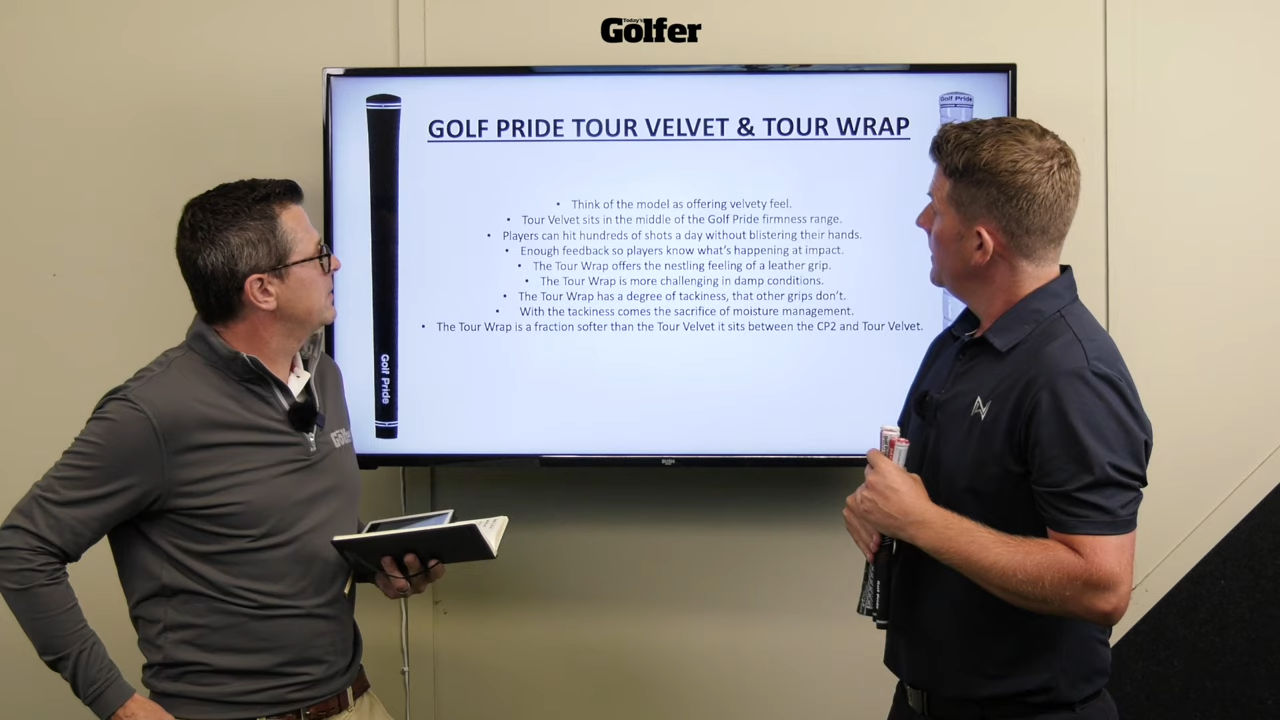 Today's
Golfer
Golf Pride
GOLF PRIDE TOUR VELVET & TOUR WRAP
• Think of the model as offering velvety feel.
• Tour Velvet sits in the middle of the Golf Pride firmness range.
• Players can hit hundreds of shots a day without blistering their hands.
• Enough feedback so players know what's happening at impact.
• The Tour Wrap offers the nestling feeling of a leather grip.
• The Tour Wrap is more challenging in damp conditions.
• The Tour Wrap has a degree of tackiness, that other grips don't.
• With the tackiness comes the sacrifice of moisture management.
• The Tour Wrap is a fraction softer than the Tour Velvet it sits between the CP2 and Tour Velvet.
Golf Pride
Golfer